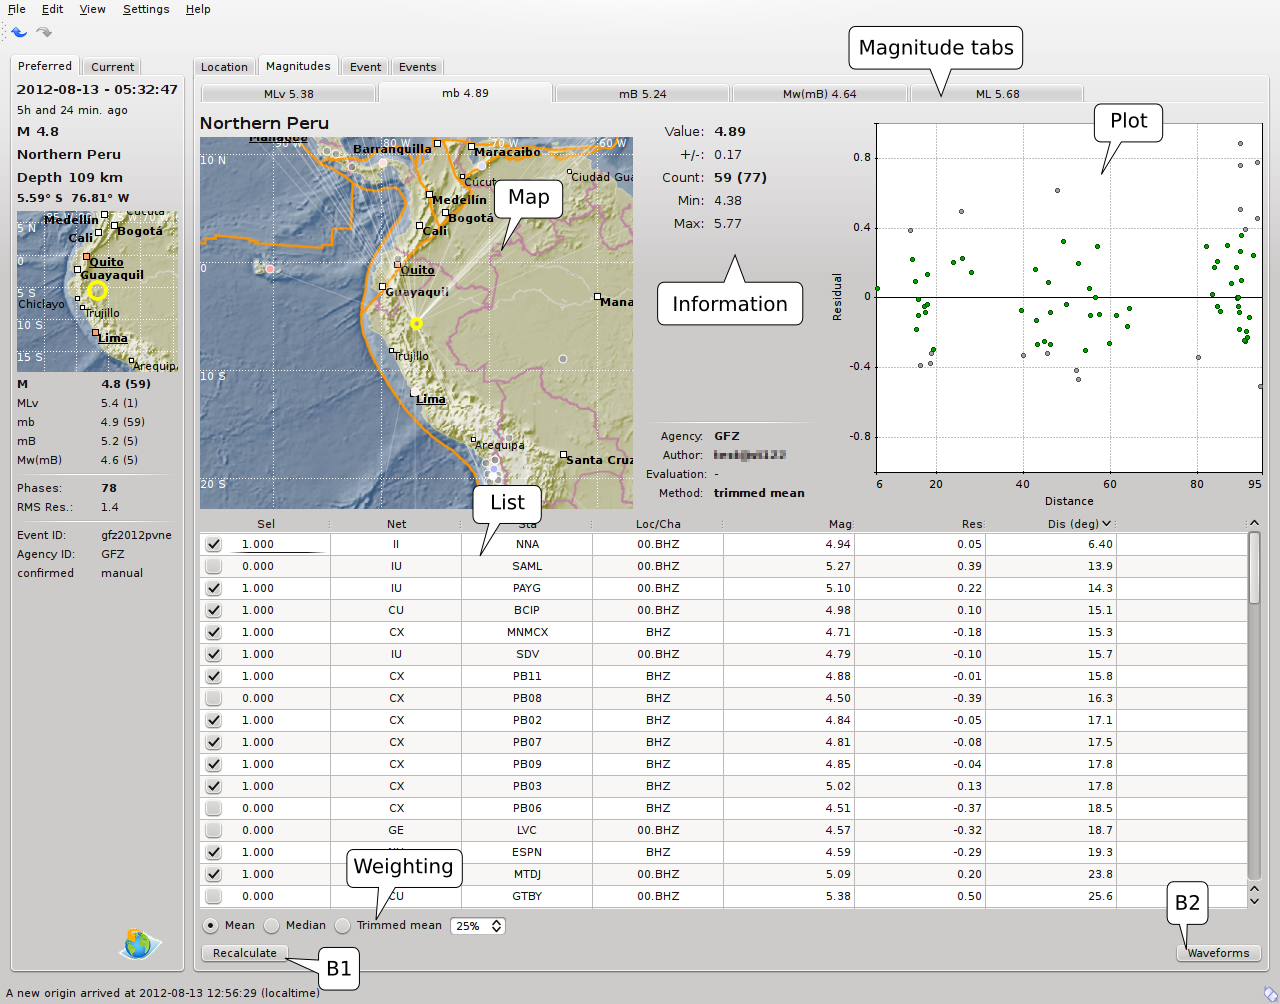 File Edit View Settings Help
Preferred Current
2012-08-13 - 05:32:47
5h and 24 min. ago
M 4.8
Northern Peru
Depth 109 km
5.59° S 76.81° W
Medellín
Bogotá
5 N
Cali
0
Quito
Guayaquil
5 S
Chiclayo
Trujillo
10 S
Lima
15 S
M 4.8 (59)
MLv 5.4 (1)
mb 4.9 (59)
mB 5.2 (5)
Mw(mB) 4.6 (5)
Phases: 78
RMS Res.: 1.4
Event ID: gfz2012pvne
Agency ID: GFZ
confirmed manual
Location Magnitudes Event Events
MLv 5.38 mb 4.89 mB 5.24 Mw(mB) 4.64 ML 5.68
Magnitude tabs
Northern Peru
80 W 70 W 60 W
10 N
Barranquilla
Maracaibo
Medellín
Bogotá
Cali
0
Quito
Guayaquil
Trujillo
10 S
Lima
Arequipa
Santa Cruz
20 S
Map
Value: 4.89
+/-: 0.17
Count: 59 (77)
Min: 4.38
Max: 5.77
Information
Agency: GFZ
Author:
Evaluation: -
Method: trimmed mean
Plot
0.8
0.4
0
-0.4
-0.8
Residual
6 20 40 60 80 95
Distance
List
Sel Net Sta Loc/Cha Mag Res Dis (deg)
1.000 II NNA 00.BHZ 4.94 0.05 6.40
0.000 IU SAML 00.BHZ 5.27 0.39 13.9
1.000 IU PAYG 00.BHZ 5.10 0.22 14.3
1.000 CU BCIP 00.BHZ 4.98 0.10 15.1
1.000 CX MNMCX BHZ 4.71 -0.18 15.3
1.000 IU SDV 00.BHZ 4.79 -0.10 15.7
1.000 CX PB11 BHZ 4.88 -0.01 15.8
0.000 CX PB08 BHZ 4.50 -0.39 16.3
1.000 CX PB02 BHZ 4.84 -0.05 17.1
1.000 CX PB07 BHZ 4.81 -0.08 17.5
1.000 CX PB09 BHZ 4.85 -0.04 17.8
1.000 CX PB03 BHZ 5.02 0.13 17.8
0.000 CX PB06 BHZ 4.51 -0.37 18.5
0.000 GE LVC 00.BHZ 4.57 -0.32 18.7
1.000 ESPN BHZ 4.59 -0.29 19.3
1.000 MTDJ 00.BHZ 5.09 0.20 23.8
0.000 CU GTBY 00.BHZ 5.38 0.50 25.6
Weighting
Mean Median Trimmed mean 25%
Recalculate
B1
B2
Waveforms
A new origin arrived at 2012-08-13 12:56:29 (localtime)